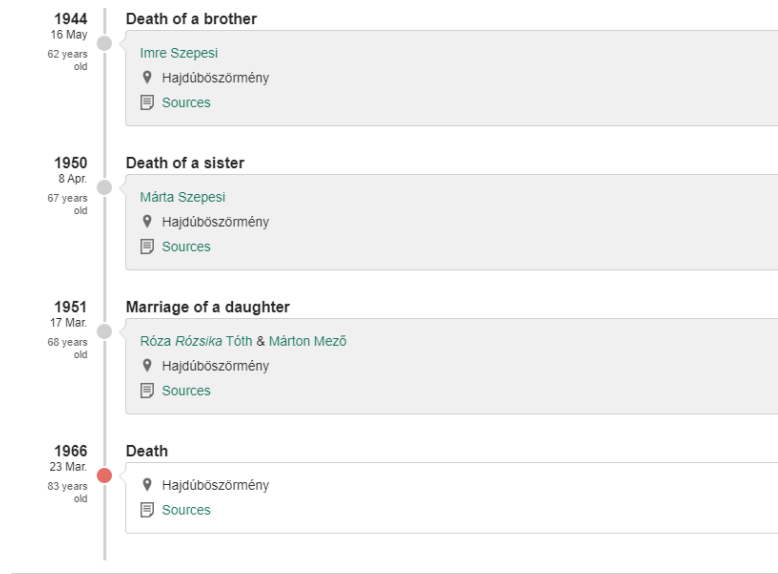 1944
16 May
62 years
old
Death of a brother
Imre Szepesi
Hajdúböszörmény
Sources
1950
8 Apr.
67 years
old
Death of a sister
Márta Szepesi
Hajdúböszörmény
Sources
1951
17 Mar.
68 years
old
Marriage of a daughter
Róza Rózsika Tóth & Márton Mező
Hajdúböszörmény
Sources
1966
23 Mar.
83 years
old
Death
Hajdúböszörmény
Sources